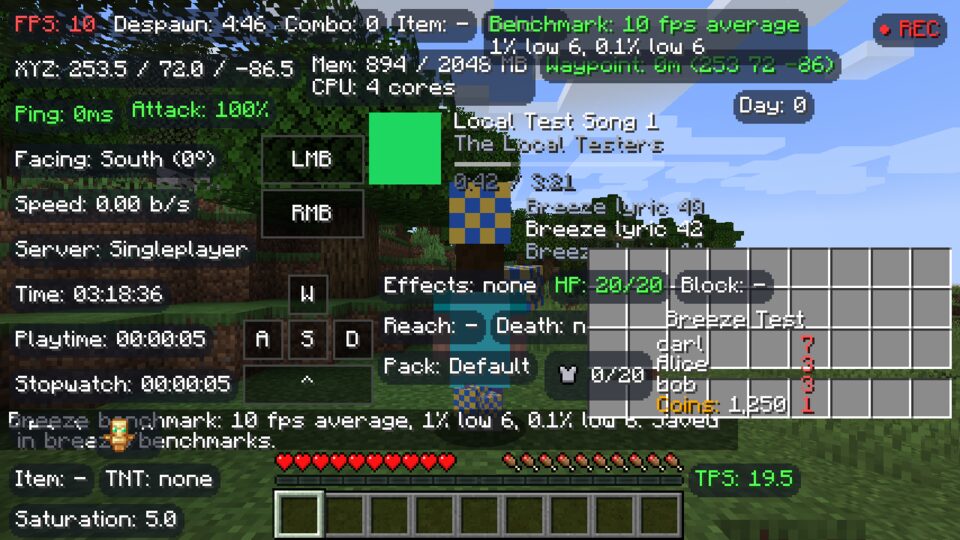 FPS: 10
Despawn: 4:46
Combo: 0
Item: -
Benchmark: 10 fps average
1% low 6, 0.1% low 6
REC
XYZ: 253.5 / 72.0 / -86.5
Mem: 894 / 2048 MB
CPU: 4 cores
Waypoint: 0m (253 72 -86)
Day: 0
Ping: 0ms
Attack: 100%
Local Test Song 1
The Local Testers
0:42 / 3:21
Facing: South (0°)
LMB
Speed: 0.00 b/s
RMB
Breeze lyric 42
Breeze lyric
Server: Singleplayer
Effects: none
HP: 20/20
Block: -
Time: 03:18:36
W
Reach: -
Death:
Breeze Test
Playtime: 00:00:05
A
S
D
carl 7
Alice 3
Pack: Default
0/20
bob 3
Stopwatch: 00:00:05
^
Coins: 1,250 1
Breeze benchmark: 10 fps average, 1% low 6, 0.1% low 6. Saved
in breeze benchmarks.
Item: -
TNT: none
TPS: 19.5
Saturation: 5.0